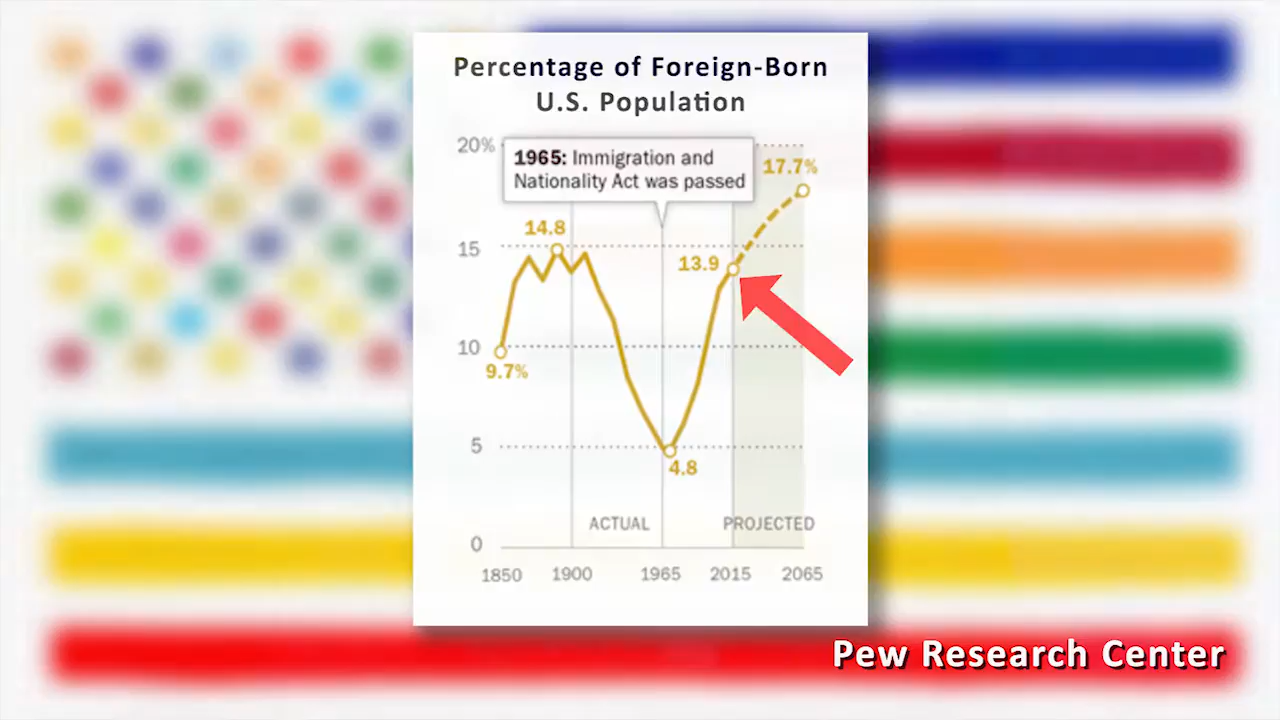 Percentage of Foreign-Born
U.S. Population
20%
1965: Immigration and
Nationality Act was passed
17.7%
14.8
15
13.9
10
9.7%
5
4.8
ACTUAL
PROJECTED
0
1850
1900
1965
2015
2065
Pew Research Center